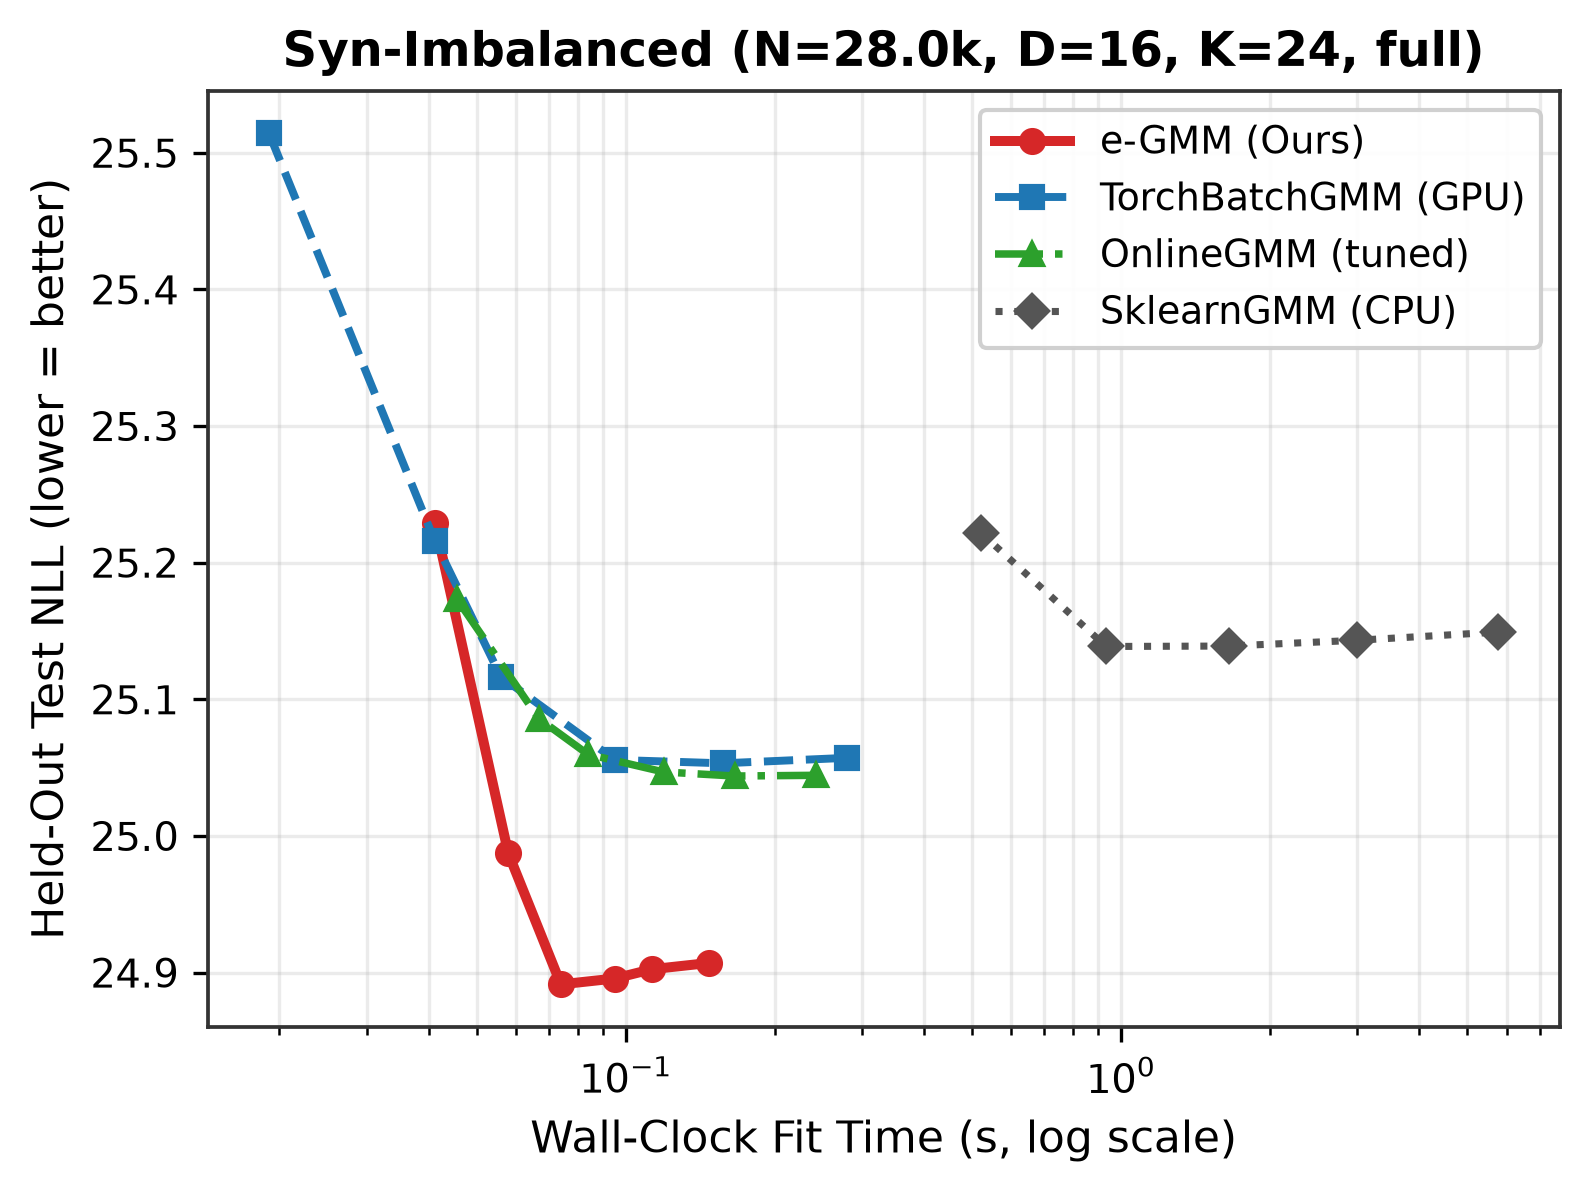 Syn-Imbalanced (N=28.0k, D=16, K=24, full)
e-GMM (Ours)
TorchBatchGMM (GPU)
OnlineGMM (tuned)
SklearnGMM (CPU)
Held-Out Test NLL (lower = better)
25.5
25.4
25.3
25.2
25.1
25.0
24.9
10⁻¹
10⁰
Wall-Clock Fit Time (s, log scale)